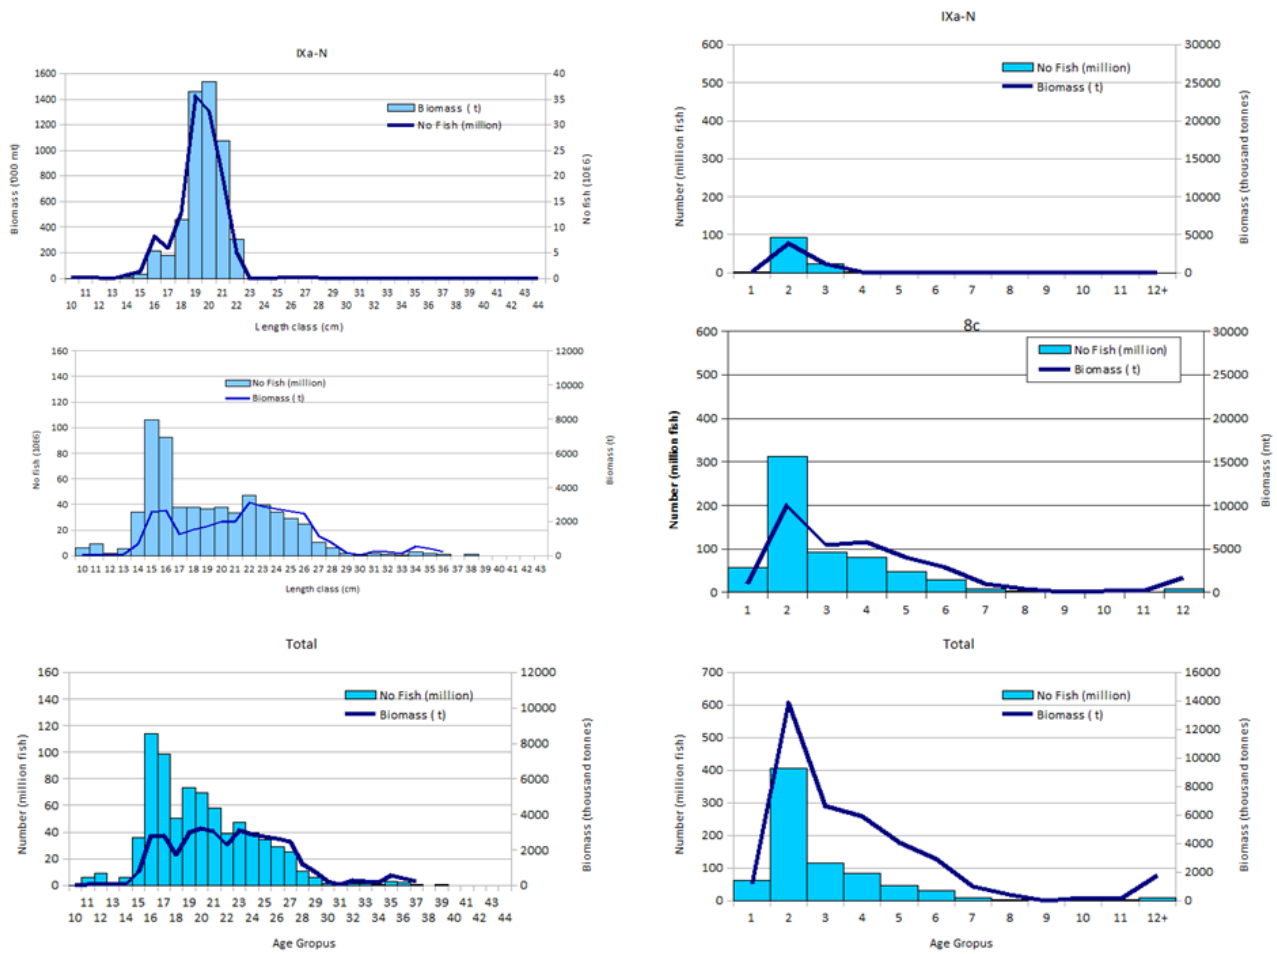 IXa-N
1600 1400 1200 1000 800 600 400 200 0
Biomass ('000 mt)
40 35 30 25 20 15 10 5 0
No fish (10E6)
Biomass ( t)
No Fish (million)
11 12 13 15 17 18 20 22 23 25 27 28 30 32 33 35 37 38 40 42 43
10 12 14 16 18 19 21 22 24 26 28 29 31 32 34 36 38 39 41 42 44
Length class (cm)
160 140 120 100 80 60 40 20 0
No fish (10E6)
12000 10000 8000 6000 4000 2000 0
Biomass (t)
No Fish (million)
Biomass ( t)
10 11 12 13 14 15 16 17 18 19 20 21 22 23 24 25 26 27 28 29 30 31 32 33 34 35 36 37 38 39 40 41 42 43
Length class (cm)
Total
160 140 120 100 80 60 40 20 0
Number (million fish)
12000 10000 8000 6000 4000 2000 0
Biomass (thousand tonnes)
No Fish (million)
Biomass ( t)
11 13 15 17 19 21 23 25 27 29 31 33 35 37 39 41 43
10 12 14 16 18 20 22 24 26 28 30 32 34 36 38 40 42 44
Age Gropus
IXa-N
600 500 400 300 200 100 0
Number (million fish)
30000 25000 20000 15000 10000 5000 0
Biomass (thousand tonnes)
No Fish (million)
Biomass ( t)
1 2 3 4 5 6 7 8 9 10 11 12+
8c
600 500 400 300 200 100 0
Number (million fish)
30000 25000 20000 15000 10000 5000 0
Biomass (mt)
No Fish (million)
Biomass ( t)
1 2 3 4 5 6 7 8 9 10 11 12
Total
700 600 500 400 300 200 100 0
Number (million fish)
16000 14000 12000 10000 8000 6000 4000 2000 0
Biomass (thousand tonnes)
No Fish (million)
Biomass ( t)
1 2 3 4 5 6 7 8 9 10 11 12+
Age Gropus